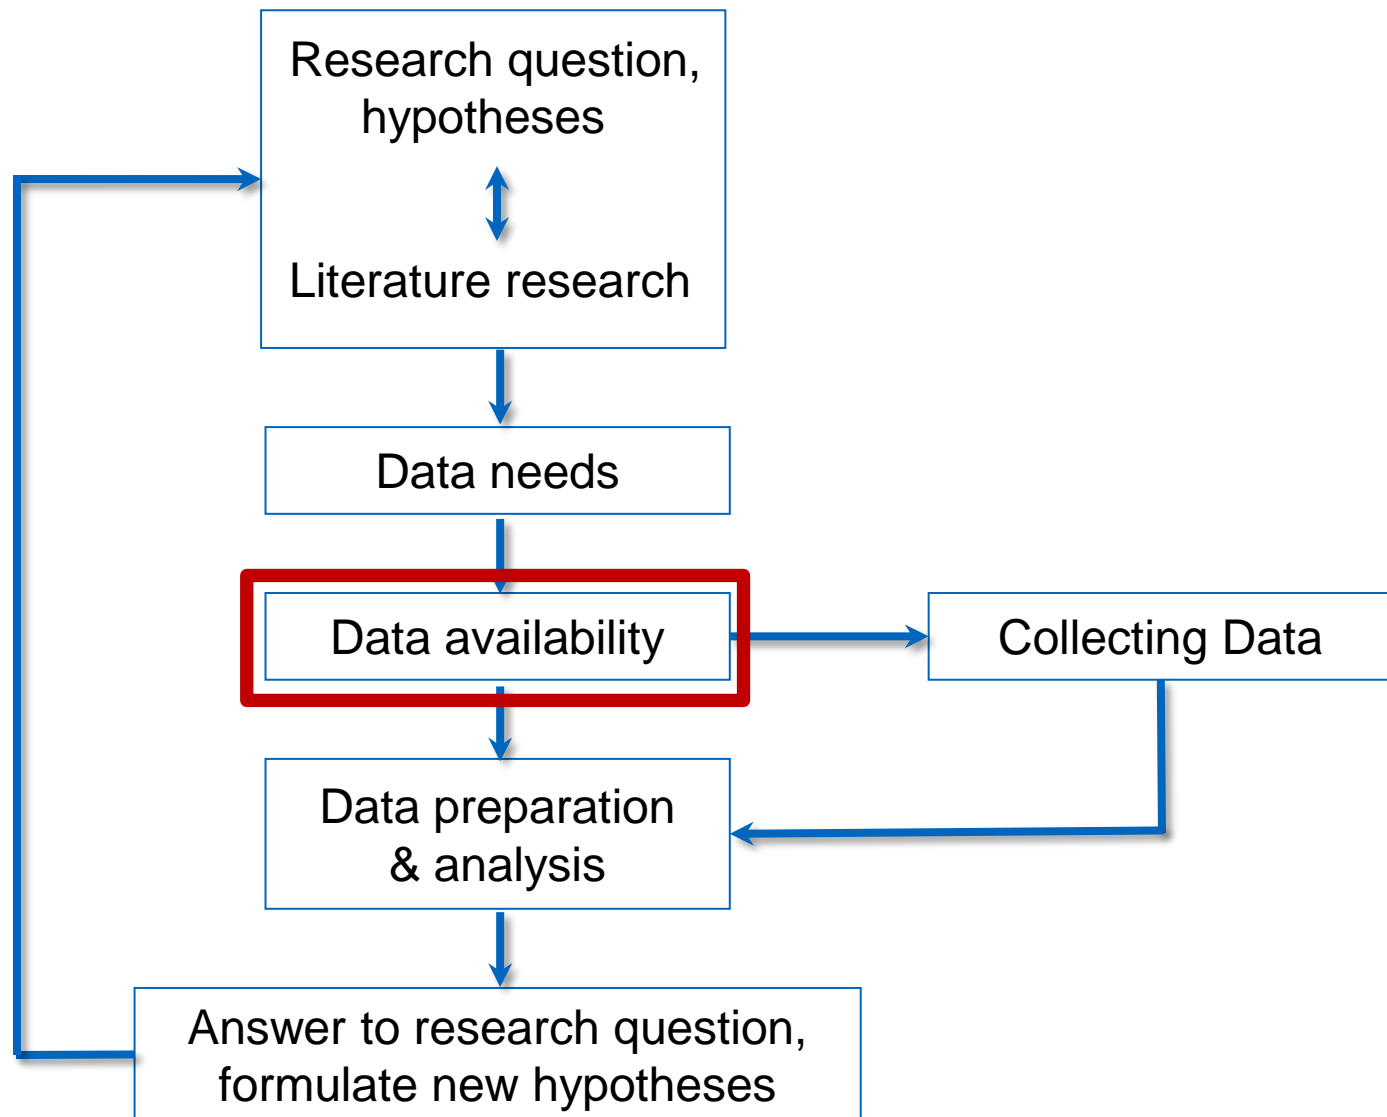 Research question,
hypotheses
Literature research
Data needs
Data availability
Collecting Data
Data preparation
& analysis
Answer to research question,
formulate new hypotheses